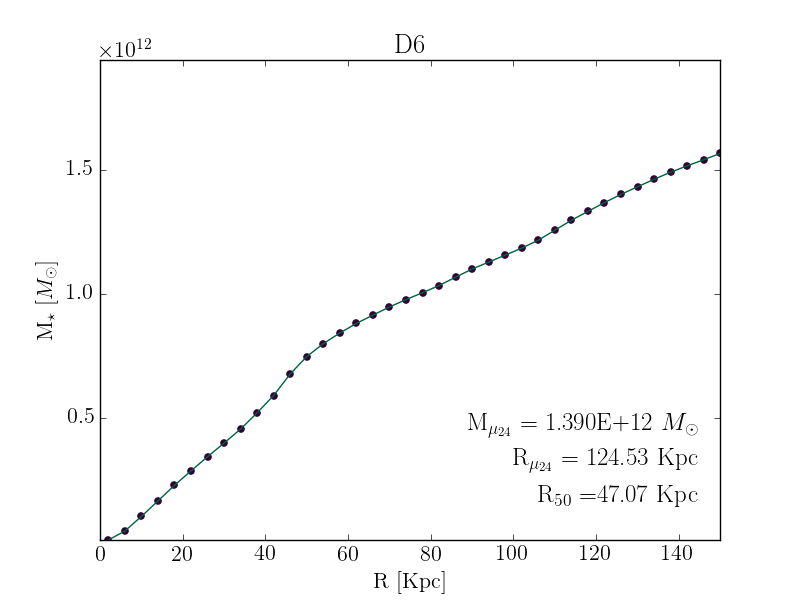 D6
×10¹²
1.5
1.0
0.5
M⋆ [M⊙]
M_μ₂₄ = 1.390E+12 M⊙
R_μ₂₄ = 124.53 Kpc
R₅₀ =47.07 Kpc
0 20 40 60 80 100 120 140
R [Kpc]